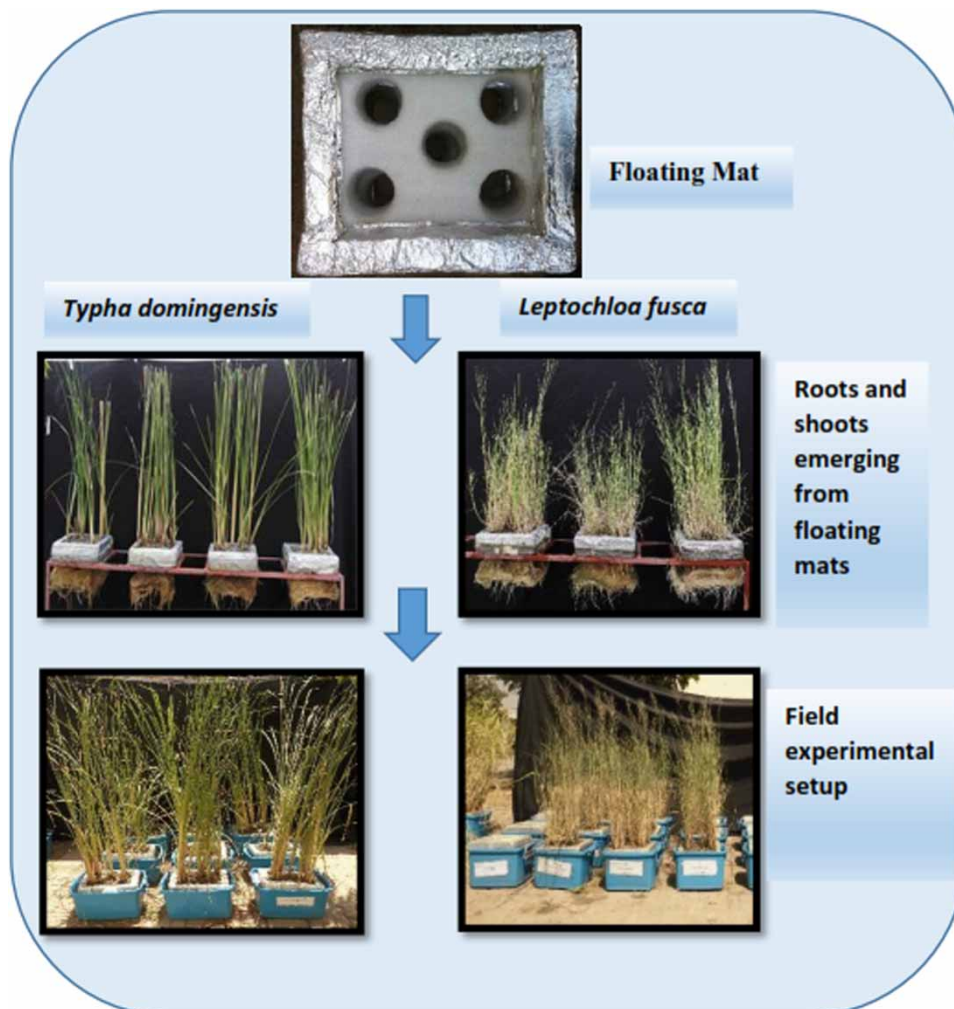 Floating Mat
Typha domingensis
Leptochloa fusca
Roots and
shoots
emerging
from
floating
mats
Field
experimental
setup